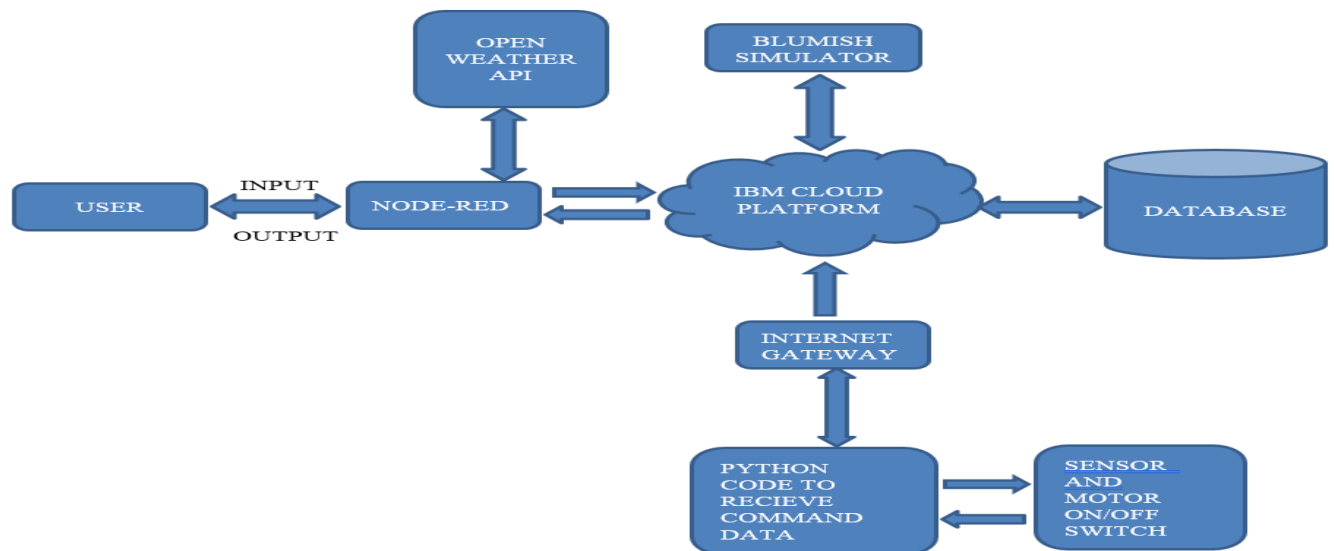 OPEN
WEATHER
API
BLUMISH
SIMULATOR
USER
INPUT
OUTPUT
NODE-RED
IBM CLOUD
PLATFORM
DATABASE
INTERNET
GATEWAY
PYTHON
CODE TO
RECIEVE
COMMAND
DATA
SENSOR
AND
MOTOR
ON/OFF
SWITCH